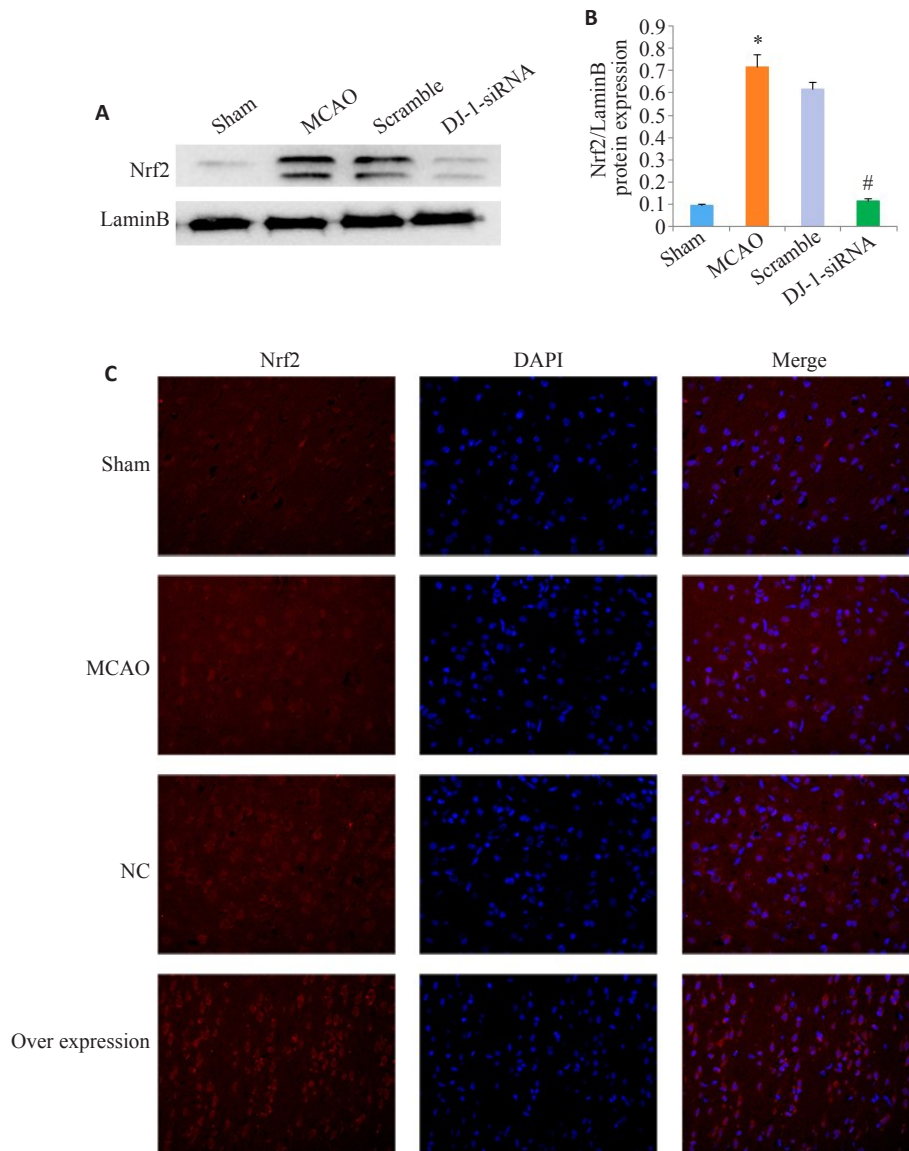 A
Sham
MCAO
Scramble
DJ-1-siRNA
Nrf2
LaminB
B
Nrf2/LaminB
protein expression
0.9
0.8
0.7
0.6
0.5
0.4
0.3
0.2
0.1
0
*
#
Sham
MCAO
Scramble
DJ-1-siRNA
C
Nrf2
DAPI
Merge
Sham
MCAO
NC
Over expression